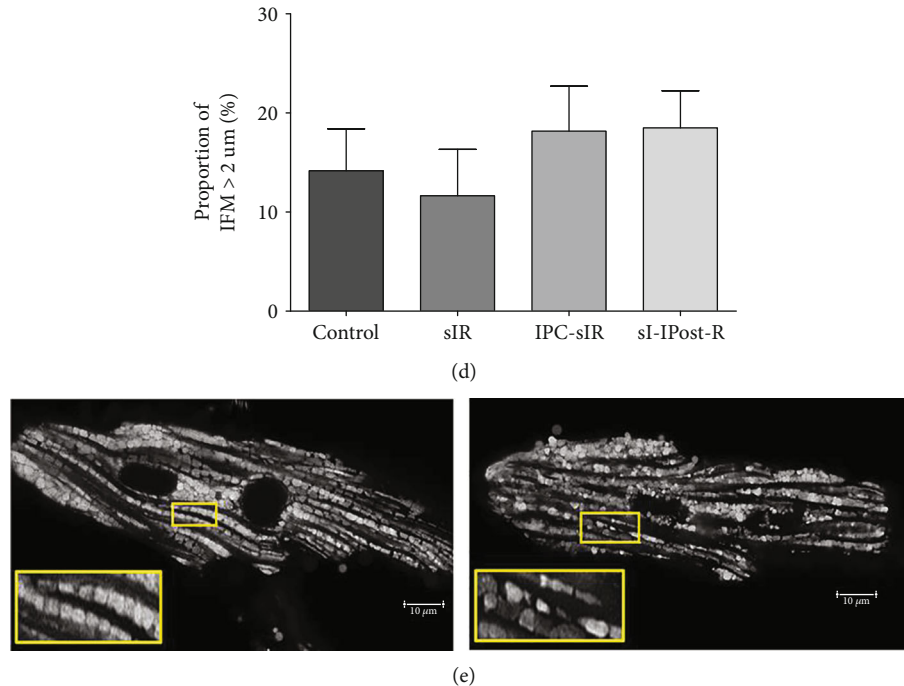 30
20
10
0
Proportion of
IFM > 2 um (%)
Control sIR IPC-sIR sI-IPost-R
(d)
10 μm
10 μm
(e)